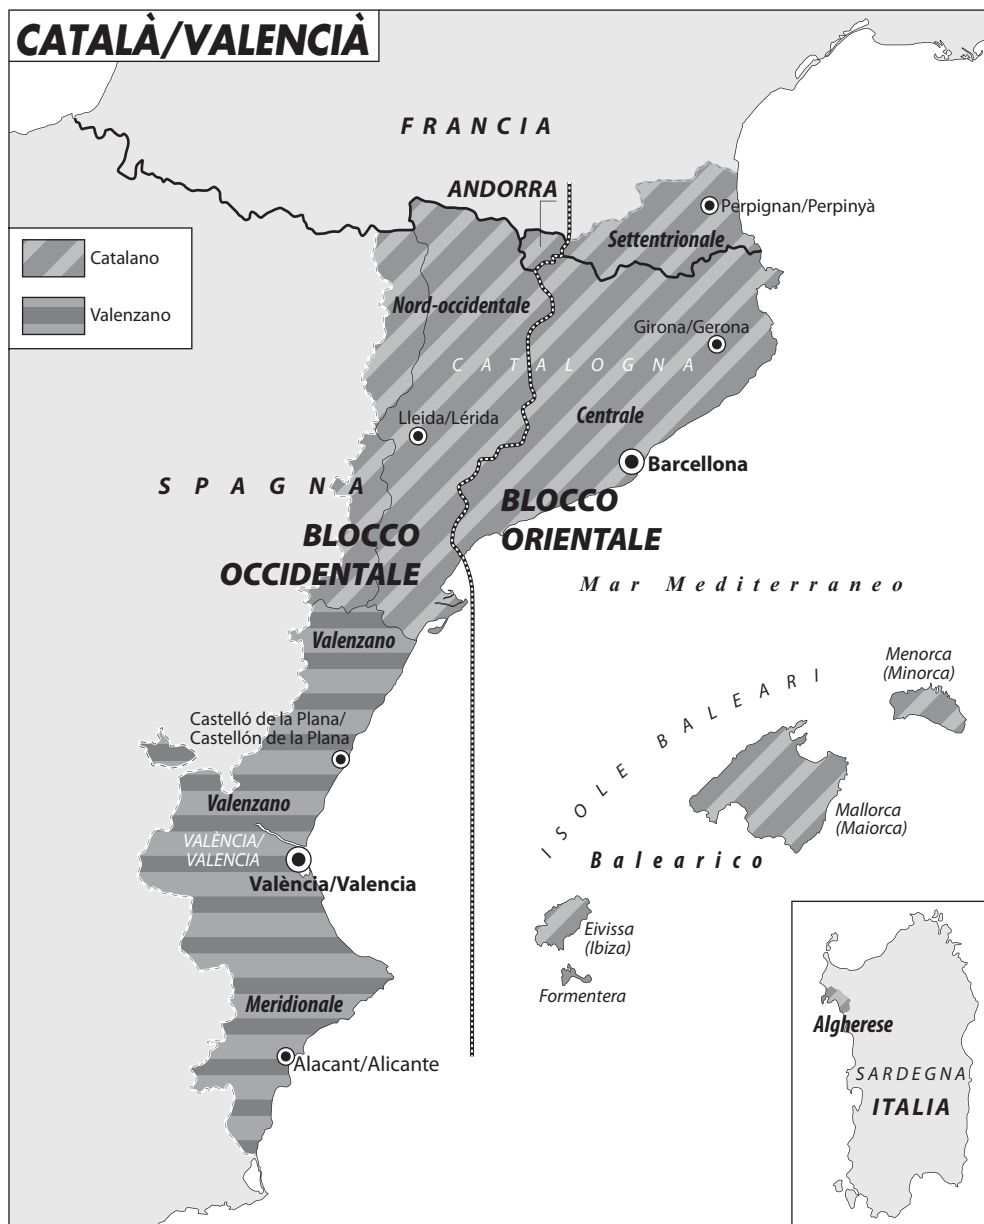 CATALÀ/VALENCIÀ
FRANCIA
ANDORRA
Perpignan/Perpinyà
Settentrionale
Catalano
Valenzano
Nord-occidentale
Girona/Gerona
CATALOGNA
Lleida/Lérida
Centrale
Barcellona
SPAGNA
BLOCCO
ORIENTALE
BLOCCO
OCCIDENTALE
Mar Mediterraneo
Valenzano
Menorca
(Minorca)
ISOLE BALEARI
Castelló de la Plana/
Castellón de la Plana
Valenzano
Mallorca
(Maiorca)
VALÈNCIA/
VALENCIA
València/Valencia
Balearico
Eivissa
(Ibiza)
Formentera
Meridionale
Algherese
Alacant/Alicante
SARDEGNA
ITALIA